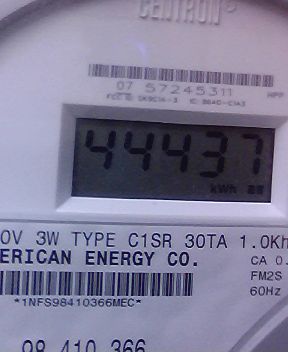 CENTRON
07 57245311
44437
kWh
0V 3W TYPE C1SR 30TA 1.0Kh
ERICAN ENERGY CO.
CA 0.
FM2S
60Hz
*1NFS98410366MEC*
98 410 366